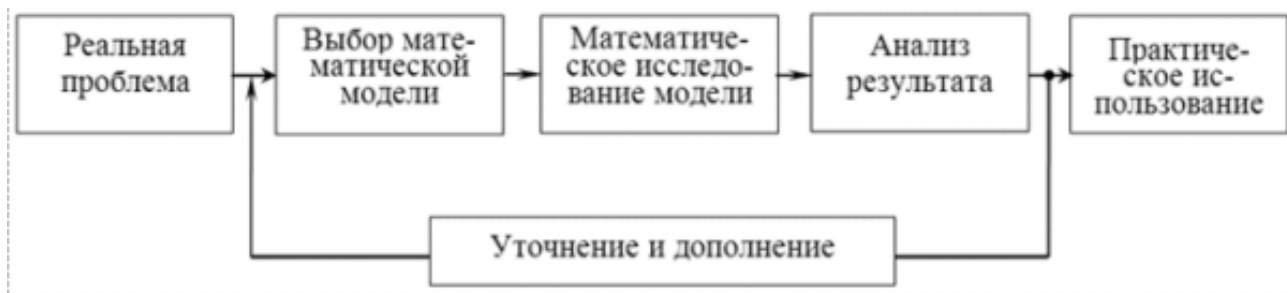 Реальная
проблема
Выбор мате-
матической
модели
Математиче-
ское исследо-
вание модели
Анализ
результата
Практиче-
ское ис-
пользование
Уточнение и дополнение